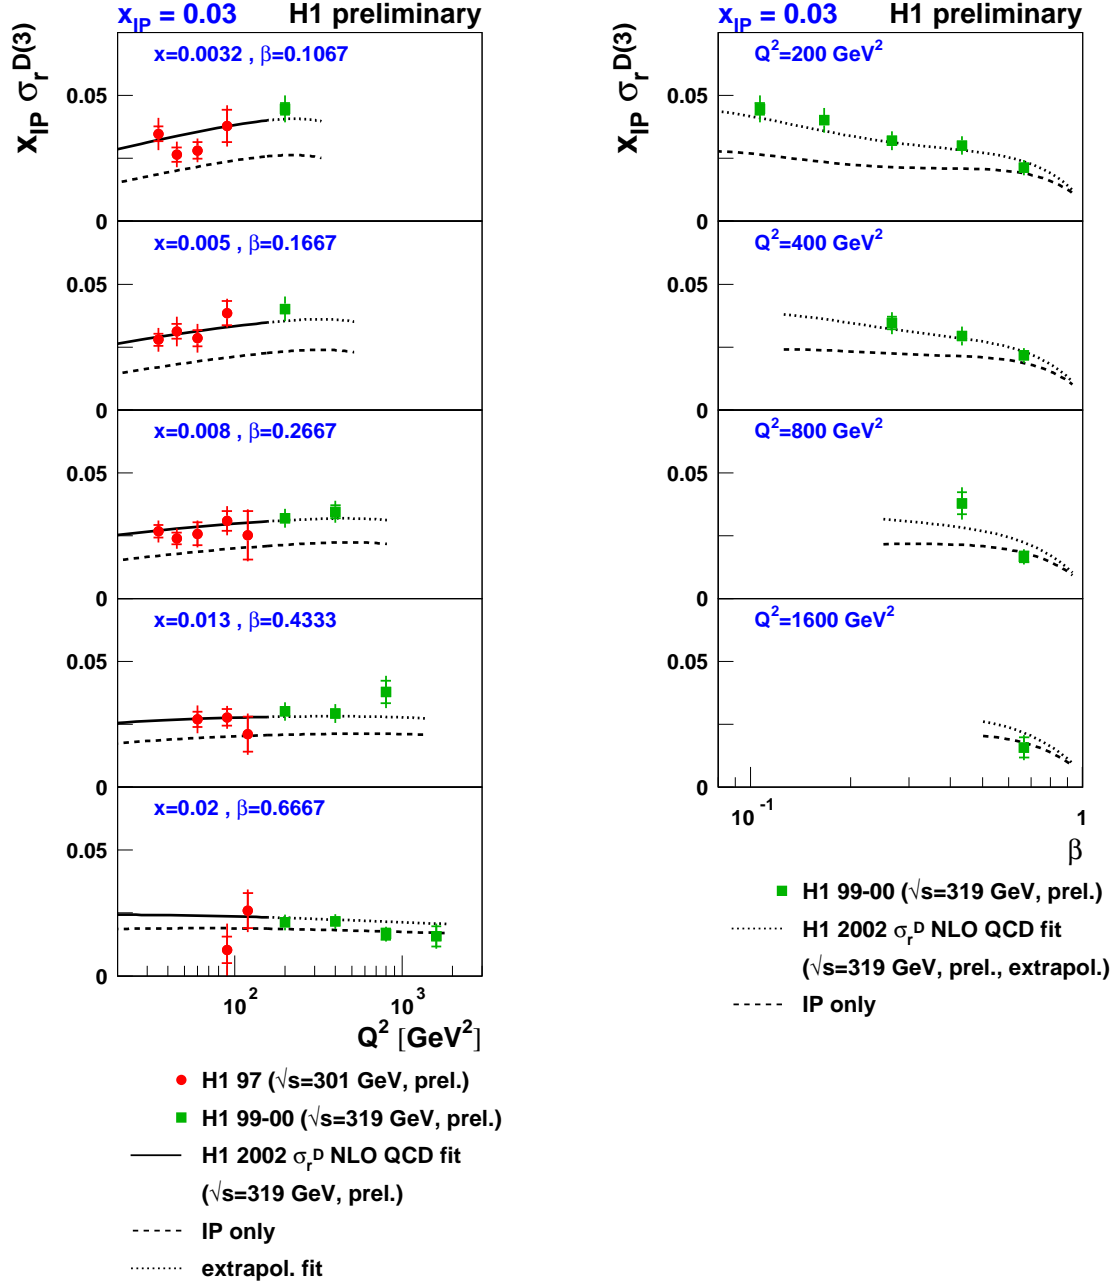 x_IP = 0.03 H1 preliminary
x_IP σ_r^D(3)
x=0.0032 , β=0.1067
0.05
0
x=0.005 , β=0.1667
0.05
0
x=0.008 , β=0.2667
0.05
0
x=0.013 , β=0.4333
0.05
0
x=0.02 , β=0.6667
0.05
0
10^2 10^3
Q^2 [GeV^2]
H1 97 (√s=301 GeV, prel.)
H1 99-00 (√s=319 GeV, prel.)
H1 2002 σ_r^D NLO QCD fit
(√s=319 GeV, prel.)
IP only
extrapol. fit
x_IP = 0.03 H1 preliminary
x_IP σ_r^D(3)
Q^2=200 GeV^2
0.05
0
Q^2=400 GeV^2
0.05
0
Q^2=800 GeV^2
0.05
0
Q^2=1600 GeV^2
0.05
0
10^-1 1
β
H1 99-00 (√s=319 GeV, prel.)
H1 2002 σ_r^D NLO QCD fit
(√s=319 GeV, prel., extrapol.)
IP only